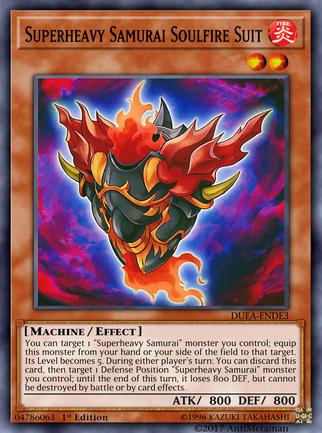 SUPERHEAVY SAMURAI SOULFIRE SUIT
FIRE
炎
DUEA-ENDE3
[MACHINE / EFFECT]
You can target 1 "Superheavy Samurai" monster you control; equip
this monster from your hand or your side of the field to that target.
Its Level becomes 5. During either player's turn: You can discard this
card, then target 1 Defense Position "Superheavy Samurai" monster
you control; until the end of this turn, it loses 800 DEF, but cannot
be destroyed by battle or by card effects.
ATK/ 800 DEF/ 800
04786063 1st Edition ©1996 KAZUKI TAKAHASHI
©2017 AntiMetaman